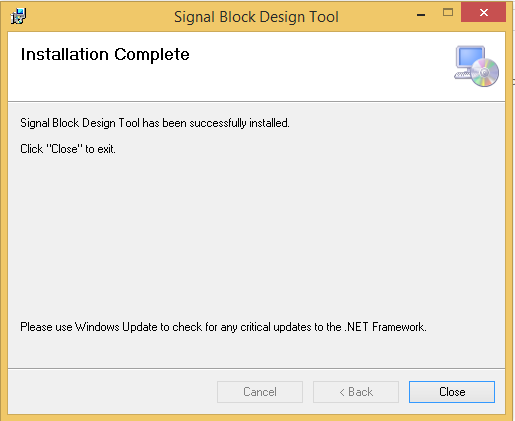 Signal Block Design Tool
Installation Complete
Signal Block Design Tool has been successfully installed.
Click "Close" to exit.
Please use Windows Update to check for any critical updates to the .NET Framework.
Cancel
< Back
Close